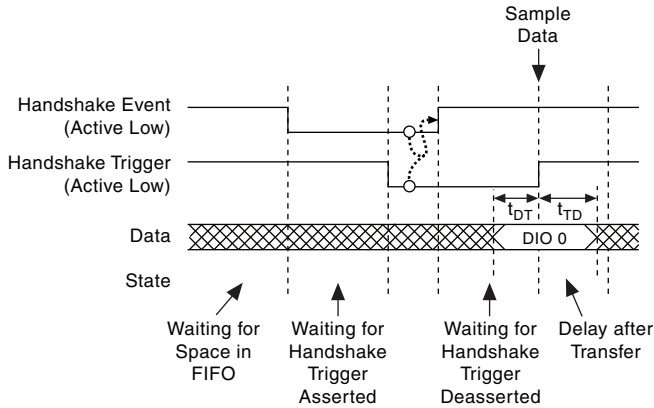 Sample
Data
Handshake Event
(Active Low)
Handshake Trigger
(Active Low)
tDT
tTD
Data
DIO 0
State
Waiting for
Space in
FIFO
Waiting for
Handshake
Trigger
Asserted
Waiting for
Handshake
Trigger
Deasserted
Delay after
Transfer